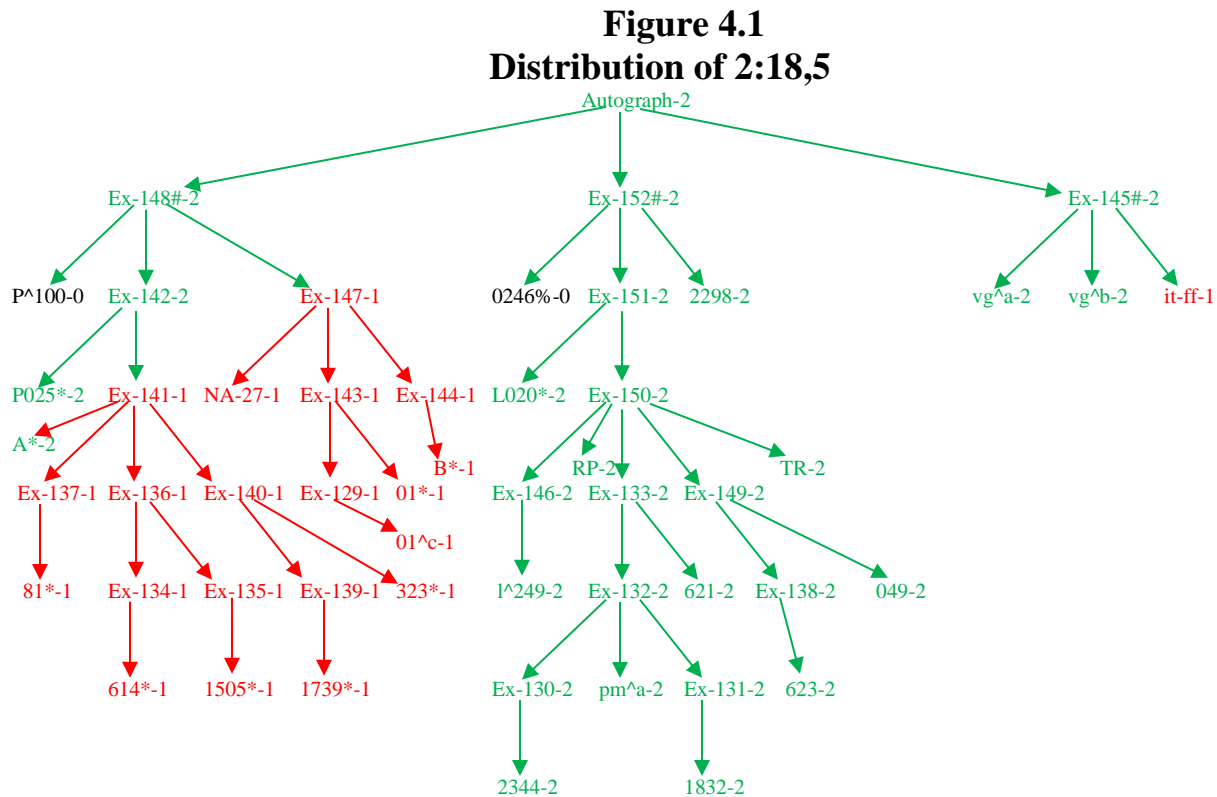 Figure 4.1
Distribution of 2:18,5
Autograph-2
Ex-148#-2 Ex-152#-2 Ex-145#-2
P^100-0 Ex-142-2 Ex-147-1 0246%-0 Ex-151-2 2298-2 vg^a-2 vg^b-2 it-ff-1
P025*-2 Ex-141-1 NA-27-1 Ex-143-1 Ex-144-1 L020*-2 Ex-150-2
A*-2
B*-1 RP-2 TR-2
Ex-137-1 Ex-136-1 Ex-140-1 Ex-129-1 01*-1 Ex-146-2 Ex-133-2 Ex-149-2
01^c-1
81*-1 Ex-134-1 Ex-135-1 Ex-139-1 323*-1 l^249-2 Ex-132-2 621-2 Ex-138-2 049-2
614*-1 1505*-1 1739*-1 Ex-130-2 pm^a-2 Ex-131-2 623-2
2344-2 1832-2